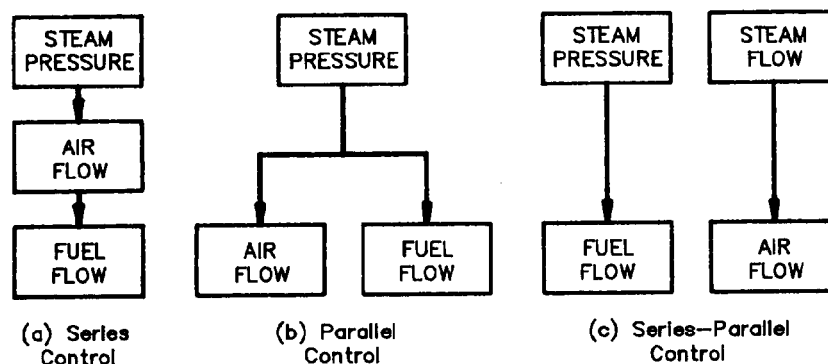 STEAM
PRESSURE
AIR
FLOW
FUEL
FLOW
(a) Series
Control
STEAM
PRESSURE
AIR
FLOW
FUEL
FLOW
(b) Parallel
Control
STEAM
PRESSURE
STEAM
FLOW
FUEL
FLOW
AIR
FLOW
(c) Series-Parallel
Control